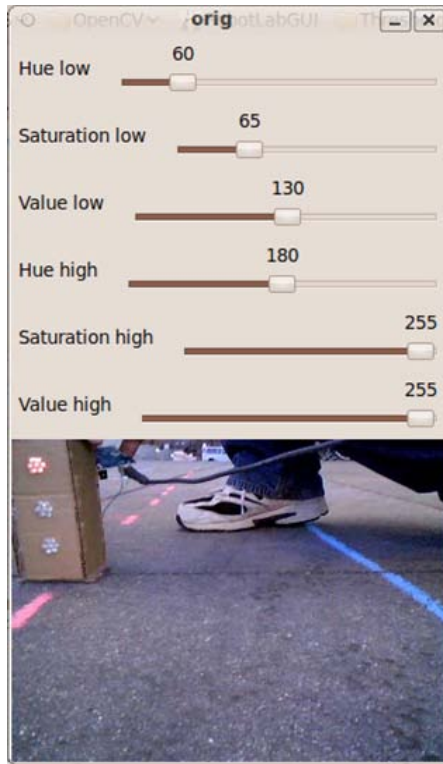 OpenCV orig
Hue low 60
Saturation low 65
Value low 130
Hue high 180
Saturation high 255
Value high 255